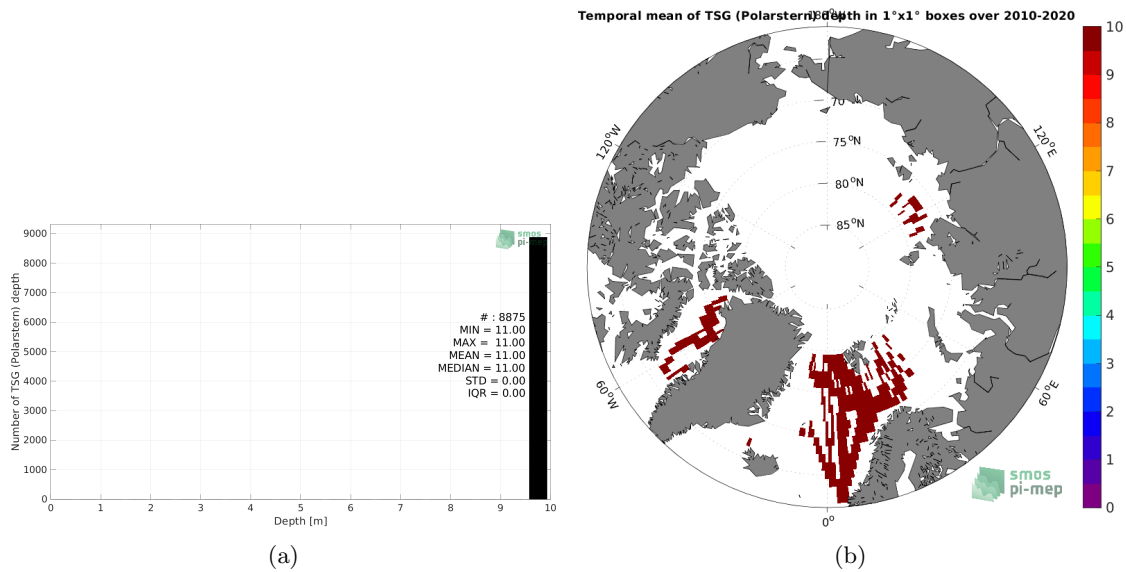 Number of TSG (Polarstern) depth
9000
8000
7000
6000
5000
4000
3000
2000
1000
0
smos
pi-mep
# : 8875
MIN = 11.00
MAX = 11.00
MEAN = 11.00
MEDIAN = 11.00
STD = 0.00
IQR = 0.00
0 1 2 3 4 5 6 7 8 9 10
Depth [m]
(a)
Temporal mean of TSG (Polarstern) depth in 1°x1° boxes over 2010-2020
180°W
120°W
120°E
60°W
60°E
0°
70
75°N
80°N
85°N
10
9
8
7
6
5
4
3
2
1
0
smos
pi-mep
(b)